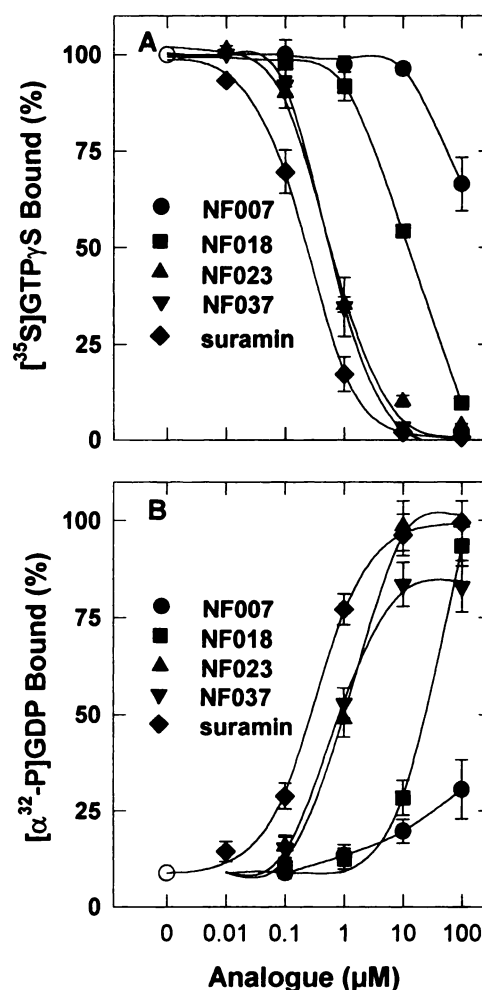 A
[³⁵S]GTPγS Bound (%)
100
75
50
25
0
NF007
NF018
NF023
NF037
suramin
B
[α³²-P]GDP Bound (%)
100
75
50
25
0
NF007
NF018
NF023
NF037
suramin
0 0.01 0.1 1 10 100
Analogue (μM)